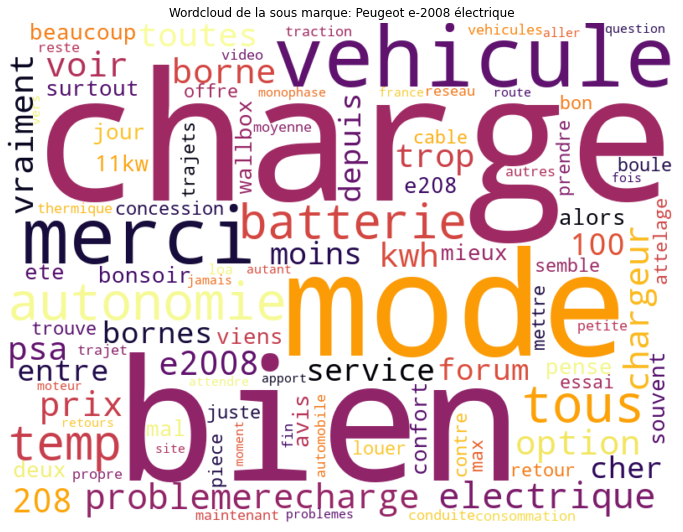 Wordcloud de la sous marque: Peugeot e-2008 électrique
beaucoup toutes vehicule traction vehicules aller question
reste video
voir borne offre monophase france reseau route bon
surtout charge
vraiment jour wallbox moyenne depuis cable trop prendre autres boule
11kw trajets e208 fois
thermique concession
merci batterie alors attelage
moins kwh mieux 100
ete bonsoir loa autant semble chargeur
jamais
autonomie mode mettre petite
trouve bornes viens
psa trajet e2008 service forum pense
entre apport essai souvent
moteur attendre
bien
prix juste avis confort tous
retours mal moment fin automobile louer contre max option
temp site piece
deux propre retour cher
208 probleme recharge electrique
maintenant problemes conduite consommation